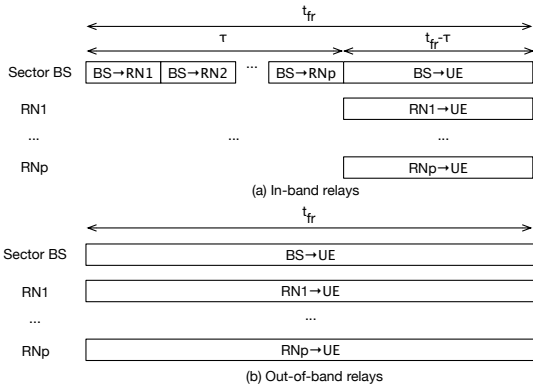 t_fr
τ t_fr-τ
Sector BS BS→RN1 BS→RN2 ... BS→RNp BS→UE
RN1 RN1→UE
... ... ...
RNp RNp→UE
(a) In-band relays
t_fr
Sector BS BS→UE
RN1 RN1→UE
... ...
RNp RNp→UE
(b) Out-of-band relays